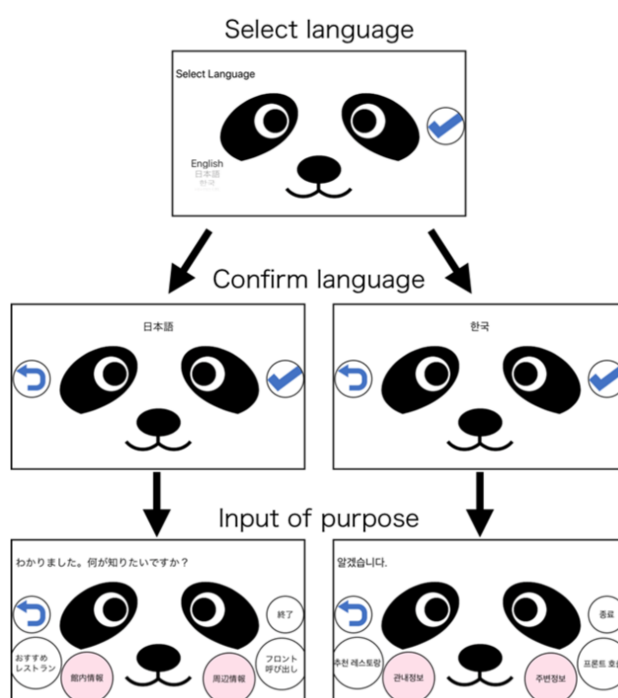 Select language
Select Language
English
日本語
한국
Confirm language
日本語
한국
Input of purpose
わかりました。何が知りたいですか？
終了
おすすめ
レストラン
館内情報
周辺情報
フロント
呼び出し
알겠습니다.
종료
추천 레스토랑
관내정보
주변정보
프론트